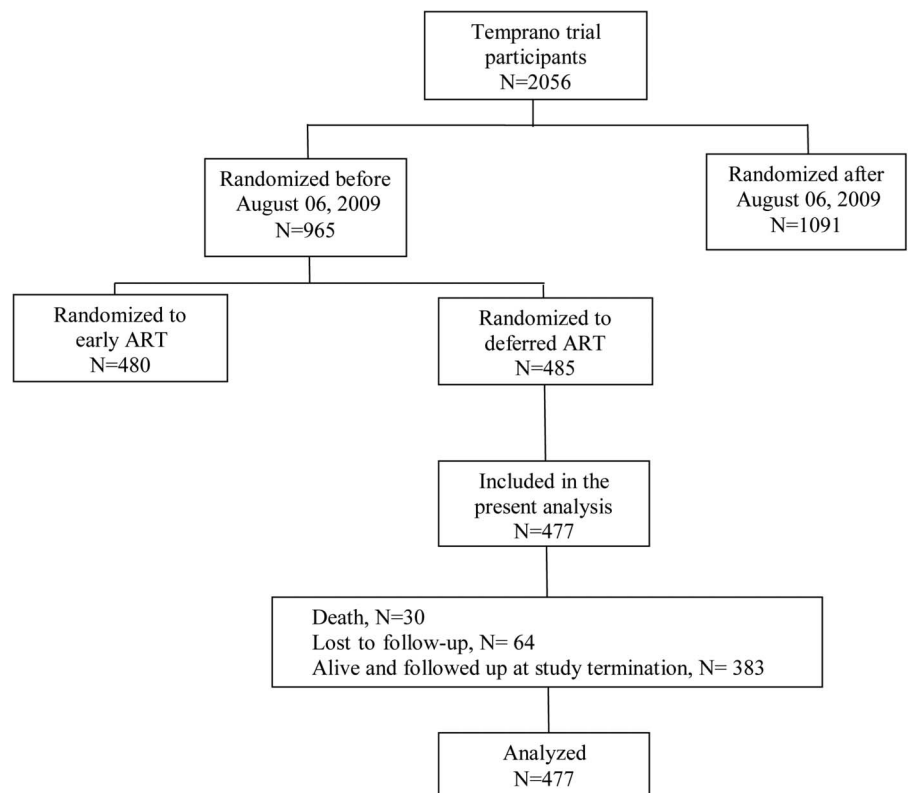 Temprano trial
participants
N=2056
Randomized before
August 06, 2009
N=965
Randomized after
August 06, 2009
N=1091
Randomized to
early ART
N=480
Randomized to
deferred ART
N=485
Included in the
present analysis
N=477
Death, N=30
Lost to follow-up, N= 64
Alive and followed up at study termination, N= 383
Analyzed
N=477